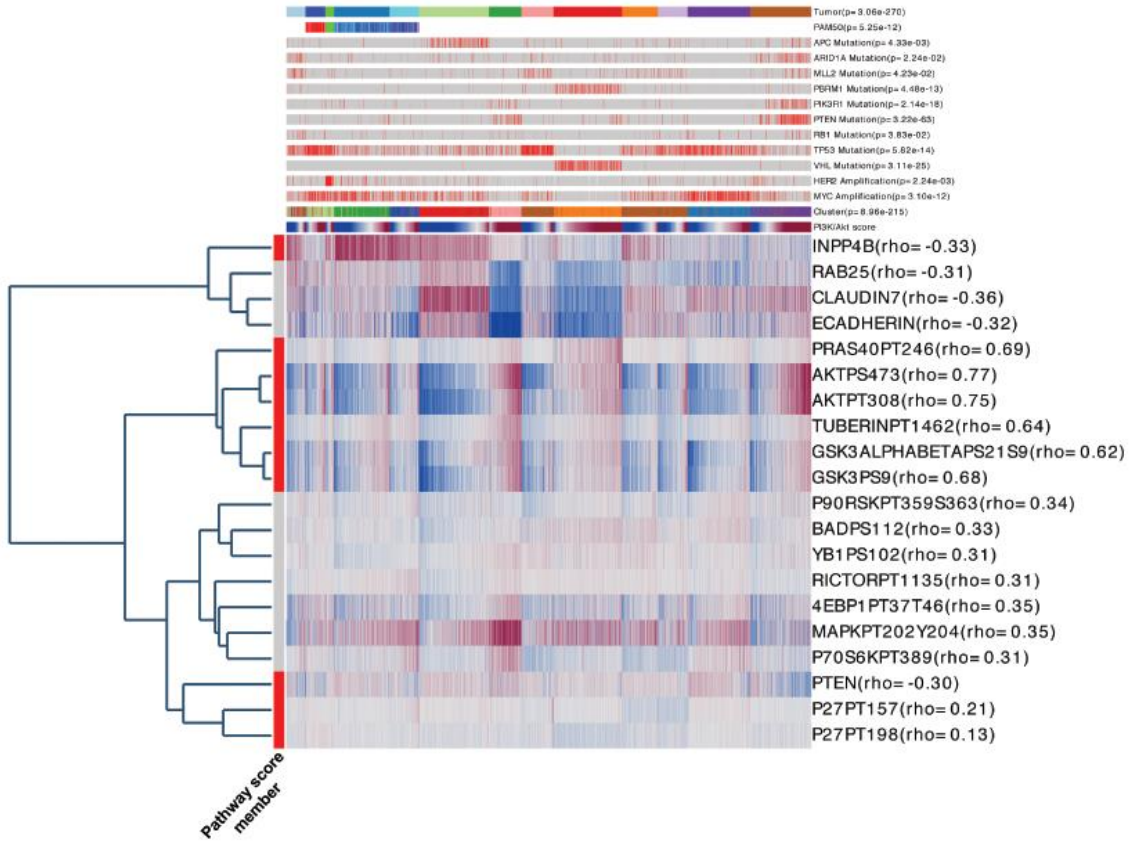 Tumor(p=3.06e-270)
PAM50(p=5.25e-12)
APC Mutation(p=4.33e-03)
ARID1A Mutation(p=2.24e-02)
MLL2 Mutation(p=4.23e-02)
PBRM1 Mutation(p=4.48e-13)
PIK3R1 Mutation(p=2.14e-18)
PTEN Mutation(p=3.22e-63)
RB1 Mutation(p=3.83e-02)
TP53 Mutation(p=5.82e-14)
VHL Mutation(p=3.11e-25)
HER2 Amplification(p=2.24e-03)
MYC Amplification(p=3.10e-12)
Cluster(p=8.96e-215)
PI3K/Akt score
INPP4B(rho= -0.33)
RAB25(rho= -0.31)
CLAUDIN7(rho= -0.36)
ECADHERIN(rho= -0.32)
PRAS40PT246(rho= 0.69)
AKTPS473(rho= 0.77)
AKTPT308(rho= 0.75)
TUBERINPT1462(rho= 0.64)
GSK3ALPHABETAPS21S9(rho= 0.62)
GSK3PS9(rho= 0.68)
P90RSKPT359S363(rho= 0.34)
BADPS112(rho= 0.33)
YB1PS102(rho= 0.31)
RICTORPT1135(rho= 0.31)
4EBP1PT37T46(rho= 0.35)
MAPKPT202Y204(rho= 0.35)
P70S6KPT389(rho= 0.31)
PTEN(rho= -0.30)
P27PT157(rho= 0.21)
P27PT198(rho= 0.13)
Pathway score
member